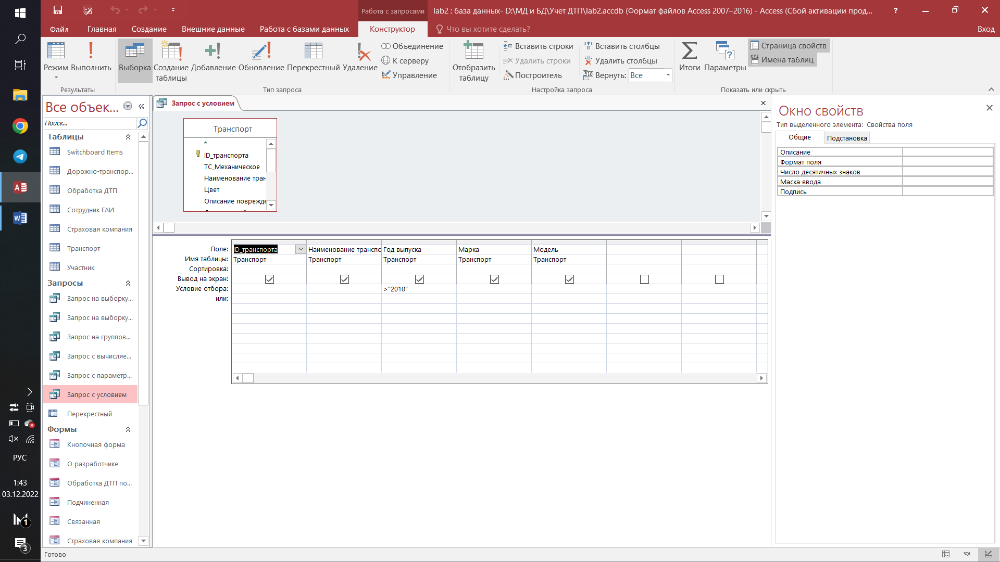 Работа с запросами
lab2 : база данных- D:\МД и БД\Учет ДТП\lab2.accdb (Формат файлов Access 2007–2016) - Access (Сбой активации прод...
?
Файл
Главная
Создание
Внешние данные
Работа с базами данных
Конструктор
Что вы хотите сделать?
Вход
Режим
Выполнить
Результаты
Выборка
Создание таблицы
Добавление
Обновление
Перекрестный
Удаление
Объединение
К серверу
Управление
Тип запроса
Отобразить таблицу
Вставить строки
Удалить строки
Построитель
Вставить столбцы
Удалить столбцы
Вернуть: Все
Настройка запроса
Итоги
Параметры
Страница свойств
Имена таблиц
Показать или скрыть
Все объек...
Поиск...
Таблицы
Switchboard Items
Дорожно-транспор...
Обработка ДТП
Сотрудник ГАИ
Страховая компания
Транспорт
Участник
Запросы
Запрос на выборку...
Запрос на выборку...
Запрос на группов...
Запрос с вычисляе...
Запрос с параметр...
Запрос с условием
Перекрестный
Формы
Кнопочная форма
О разработчике
Обработка ДТП по...
Подчиненная
Связанная
Страховая компания
Запрос с условием
Транспорт
*
ID_транспорта
ТС_Механическое
Наименование тран
Цвет
Описание поврежде
Поле: ID_транспорта Наименование транспо Год выпуска Марка Модель
Имя таблицы: Транспорт Транспорт Транспорт Транспорт Транспорт
Сортировка:
Вывод на экран:
Условие отбора: >"2010"
или:
Окно свойств
Тип выделенного элемента: Свойства поля
Общие
Подстановка
Описание
Формат поля
Число десятичных знаков
Маска ввода
Подпись
РУС
1:43
03.12.2022
1
3
Готово
SQL